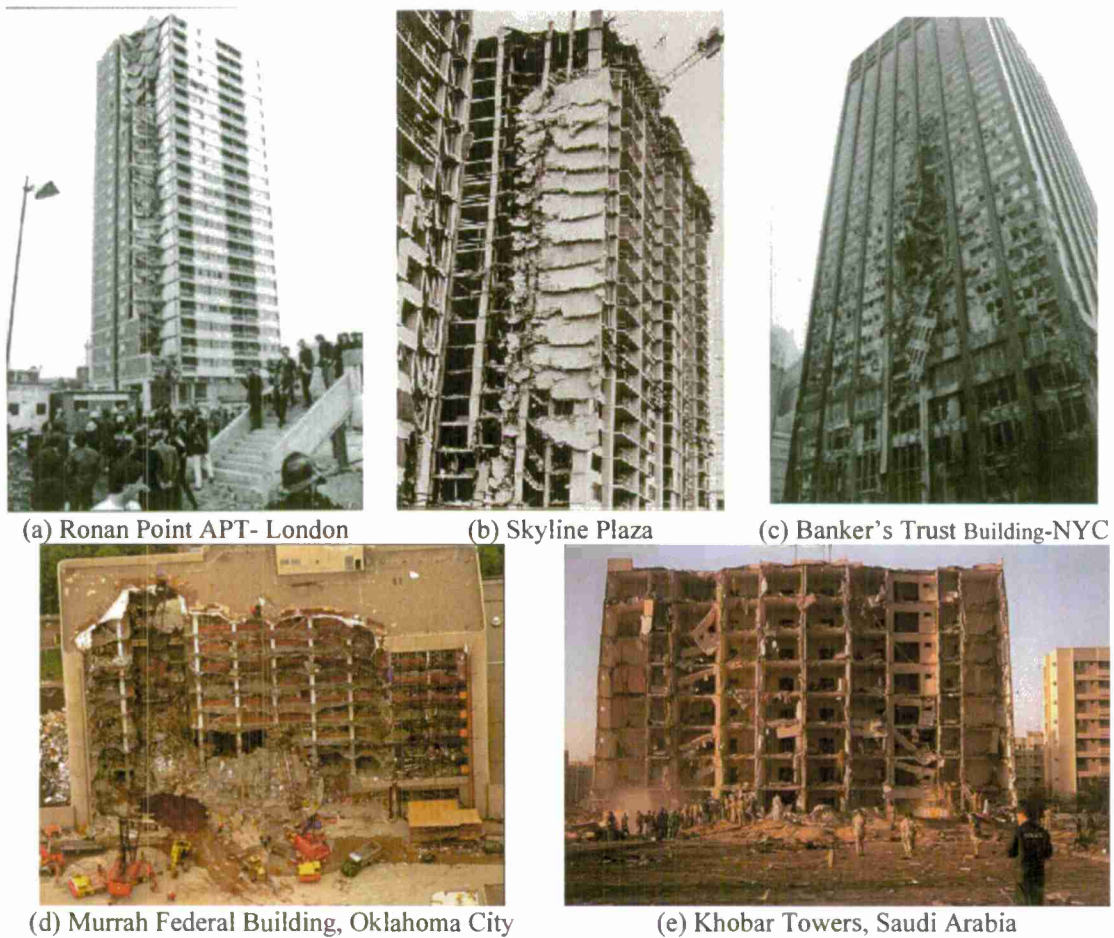 (a) Ronan Point APT- London
(b) Skyline Plaza
(c) Banker's Trust Building-NYC
(d) Murrah Federal Building, Oklahoma City
(e) Khobar Towers, Saudi Arabia